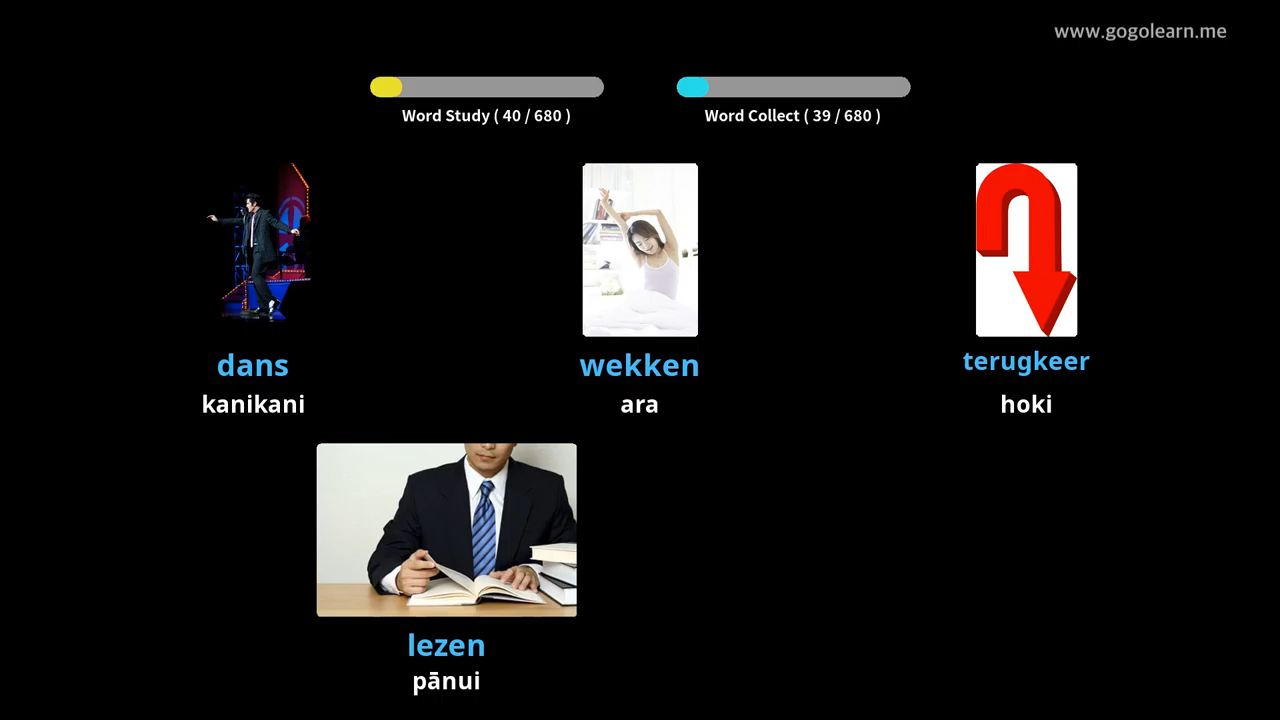 www.gogolearn.me
Word Study ( 40 / 680 )
Word Collect ( 39 / 680 )
dans
kanikani
wekken
ara
terugkeer
hoki
lezen
pānui